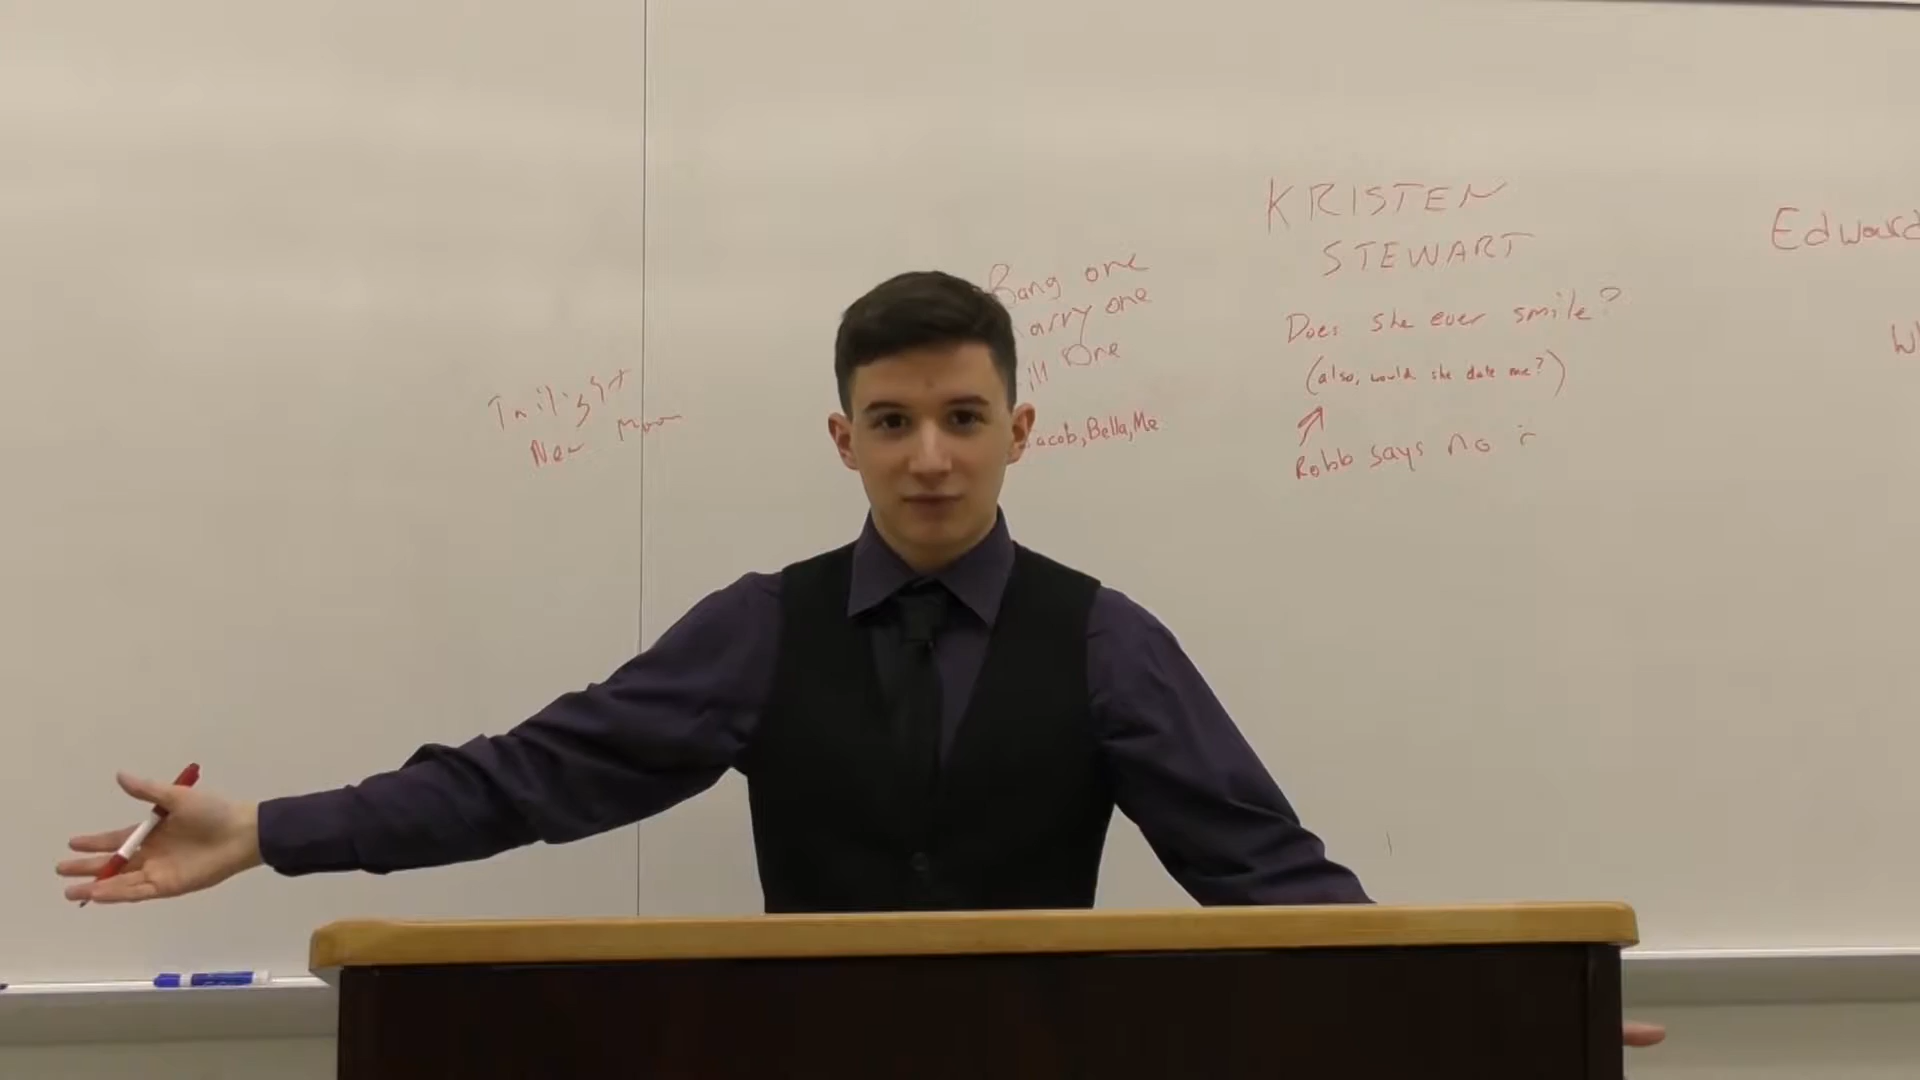 Twilight
New Moon
Bang one
arry one
ill One
acob, Bella, Me
KRISTEN
STEWART
Does she ever smile?
(also, would she date me?)
Robb says no
Edward